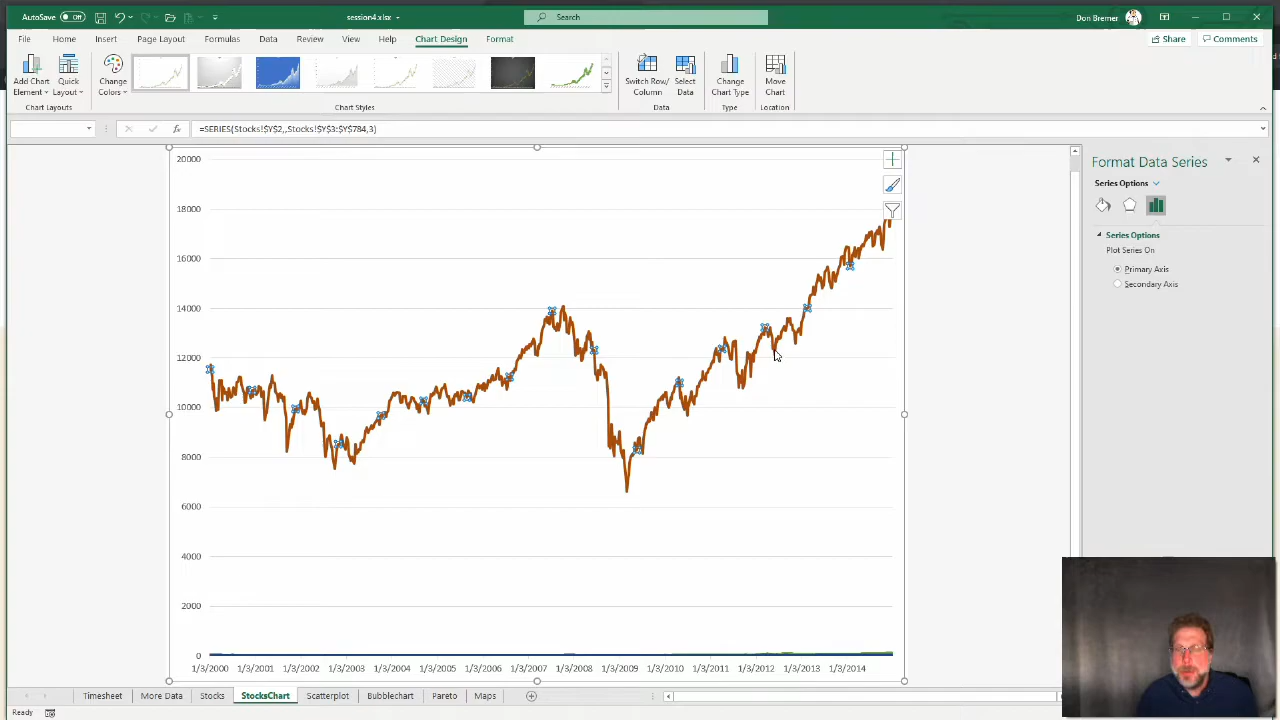 AutoSave Off session4.xlsx Search Don Bremer
File Home Insert Page Layout Formulas Data Review View Help Chart Design Format Share Comments
Add Chart Element Quick Layout Change Colors Switch Row/ Column Select Data Change Chart Type Move Chart
Chart Layouts Chart Styles Data Type Location
fx =SERIES(Stocks!$Y$2,,Stocks!$Y$3:$Y$784,3)
20000
18000
16000
14000
12000
10000
8000
6000
4000
2000
0
1/3/2000 1/3/2001 1/3/2002 1/3/2003 1/3/2004 1/3/2005 1/3/2006 1/3/2007 1/3/2008 1/3/2009 1/3/2010 1/3/2011 1/3/2012 1/3/2013 1/3/2014
Format Data Series
Series Options
Series Options
Plot Series On
Primary Axis
Secondary Axis
Timesheet More Data Stocks StocksChart Scatterplot Bubblechart Pareto Maps
Ready